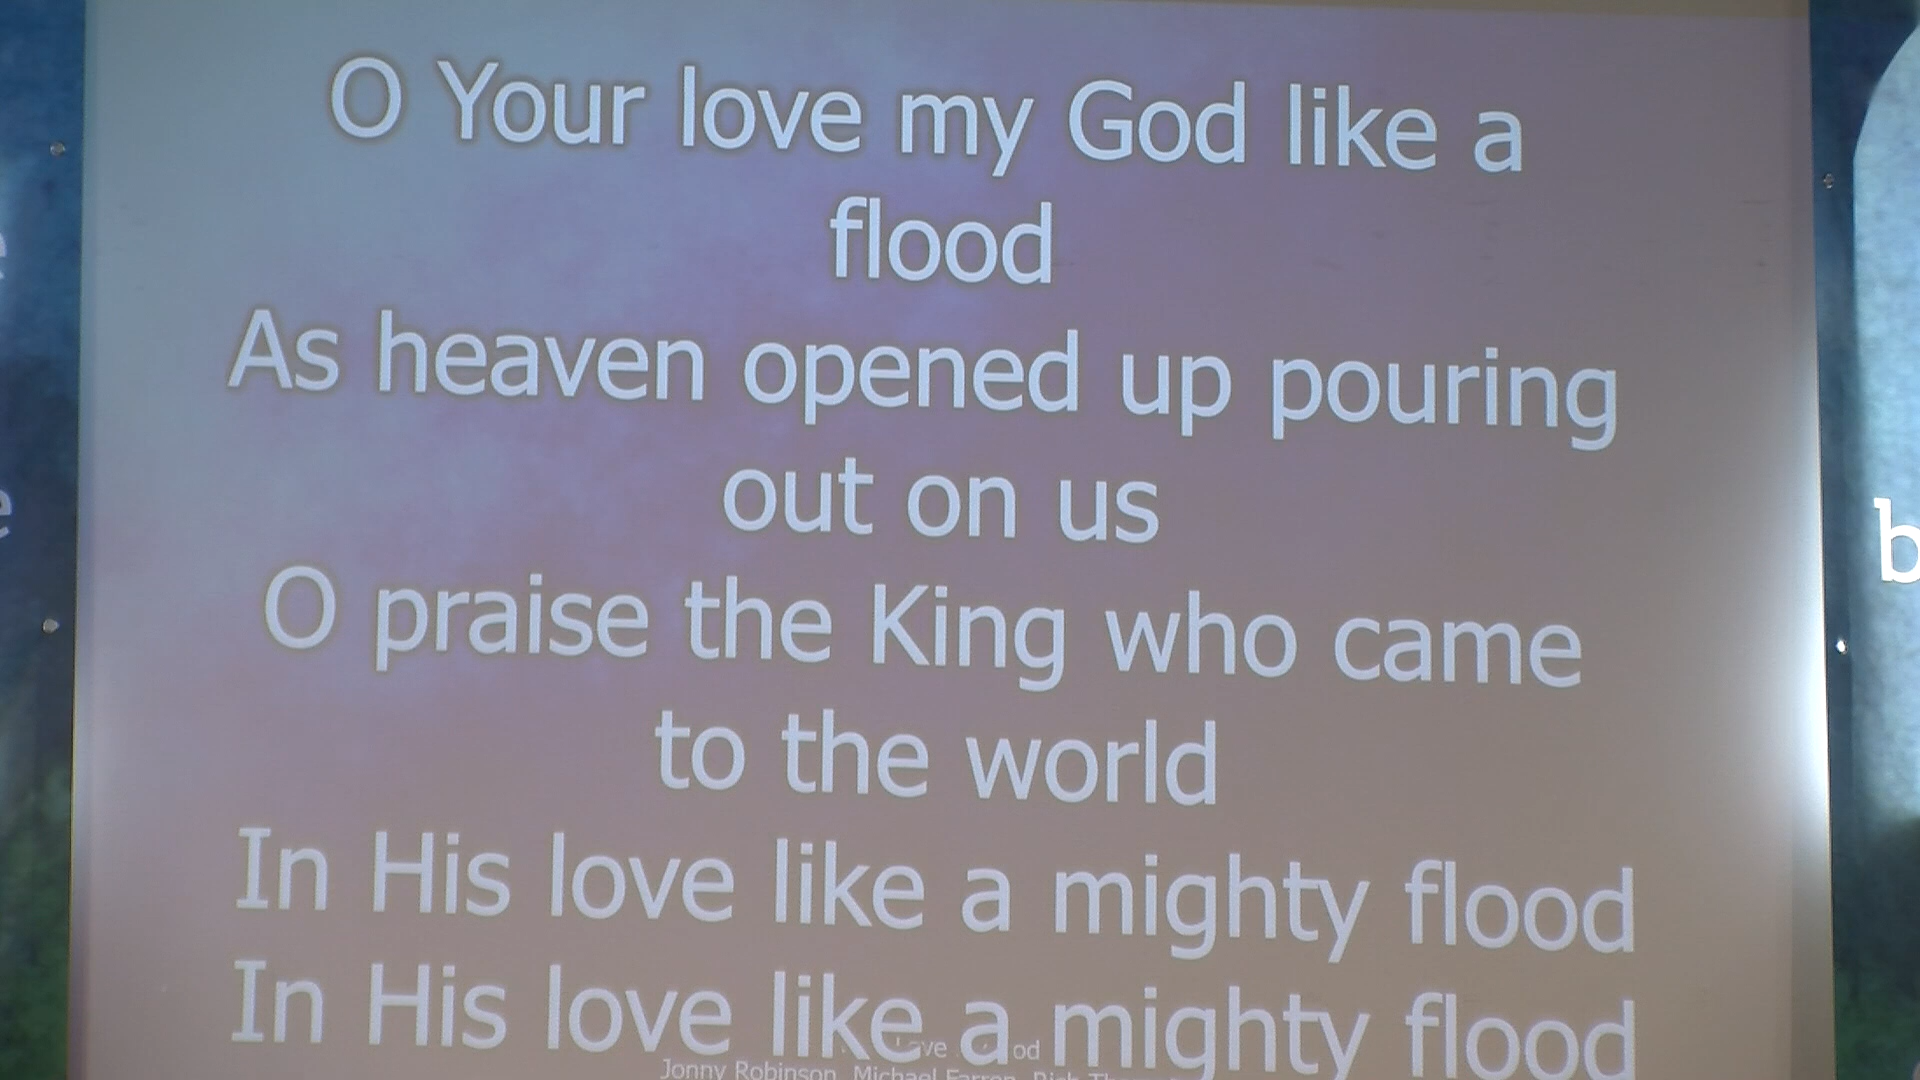 O Your love my God like a
flood
As heaven opened up pouring
out on us
O praise the King who came
to the world
In His love like a mighty flood
In His love like a mighty flood
Jonny Robinson, Michael Farren, Rich
b